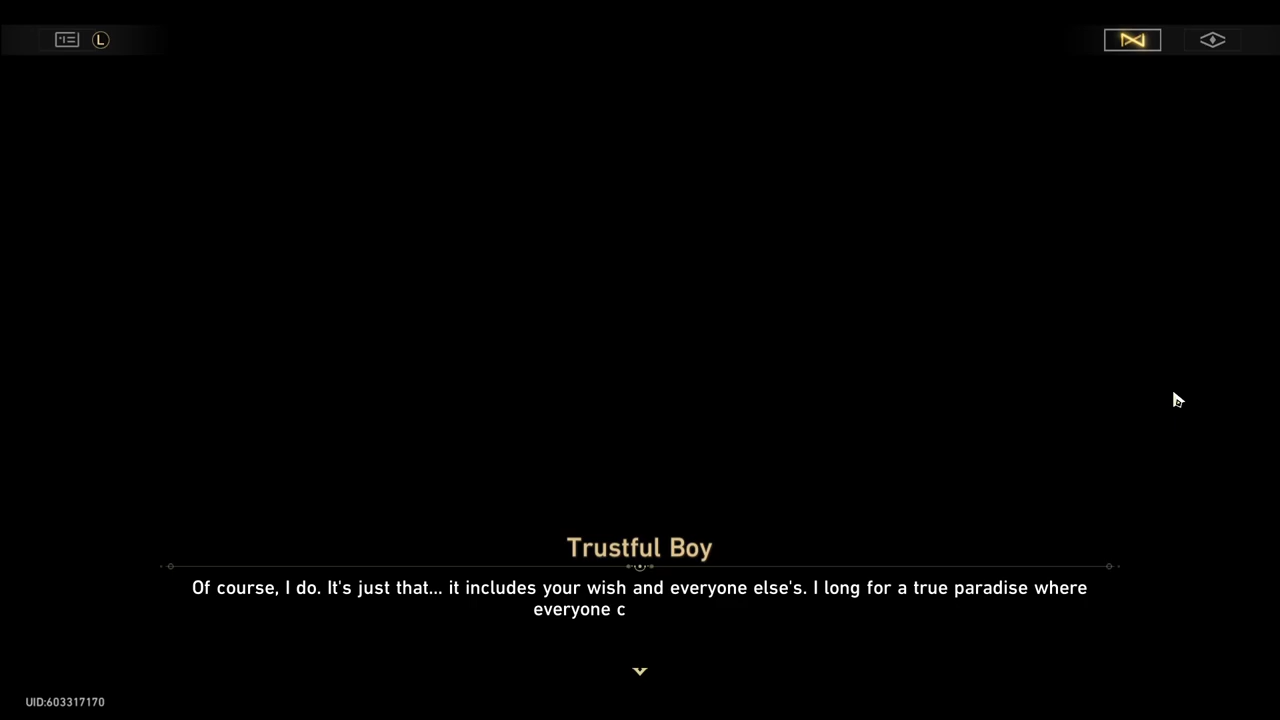 L
Trustful Boy
Of course, I do. It's just that... it includes your wish and everyone else's. I long for a true paradise where
everyone c
UID:603317170